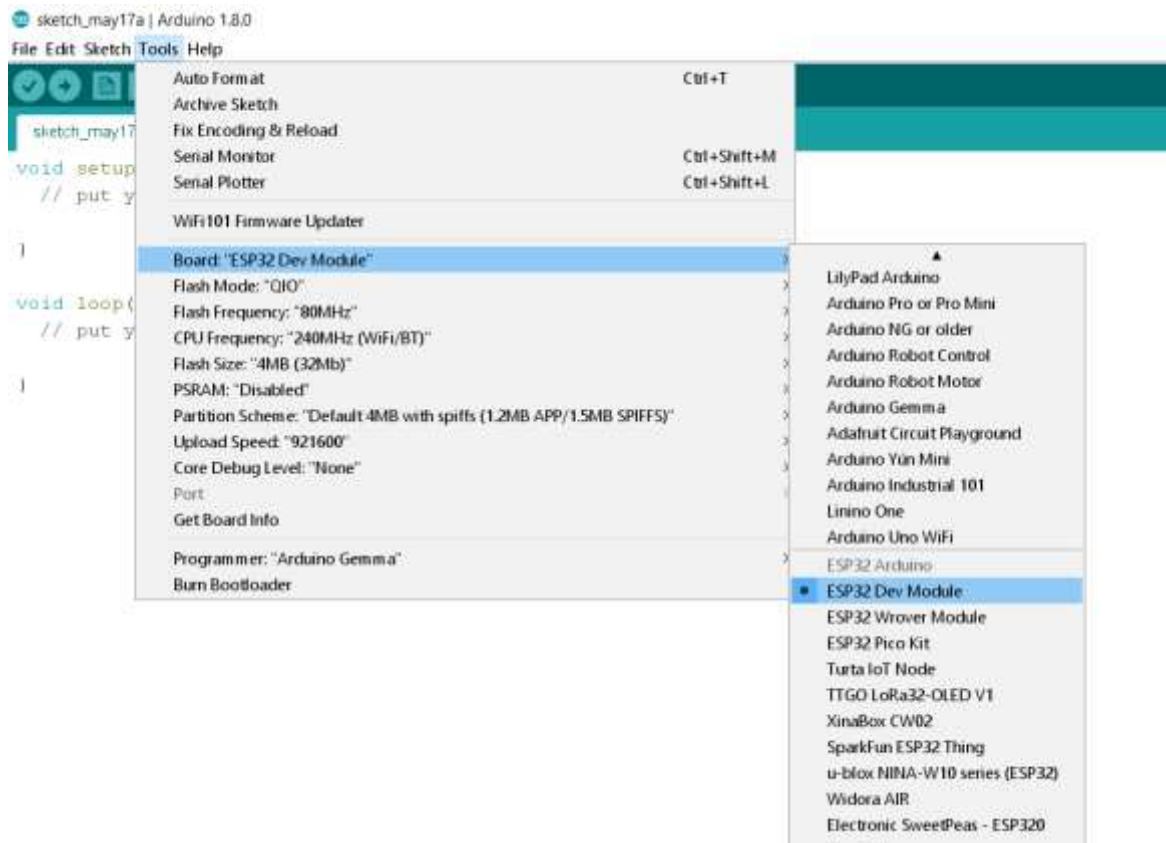 sketch_may17a | Arduino 1.8.0
File Edit Sketch Tools Help
Auto Format Ctrl+T
Archive Sketch
Fix Encoding & Reload
Serial Monitor Ctrl+Shift+M
Serial Plotter Ctrl+Shift+L
WiFi101 Firmware Updater
Board: "ESP32 Dev Module"
Flash Mode: "QIO"
Flash Frequency: "80MHz"
CPU Frequency: "240MHz (WiFi/BT)"
Flash Size: "4MB (32Mb)"
PSRAM: "Disabled"
Partition Scheme: "Default 4MB with spiffs (1.2MB APP/1.5MB SPIFFS)"
Upload Speed: "921600"
Core Debug Level: "None"
Port
Get Board Info
Programmer: "Arduino Gemma"
Burn Bootloader
sketch_may17
void setup
// put y
}
void loop(
// put y
}
LilyPad Arduino
Arduino Pro or Pro Mini
Arduino NG or older
Arduino Robot Control
Arduino Robot Motor
Arduino Gemma
Adafruit Circuit Playground
Arduino Yún Mini
Arduino Industrial 101
Linino One
Arduino Uno WiFi
ESP32 Arduino
ESP32 Dev Module
ESP32 Wrover Module
ESP32 Pico Kit
Turta IoT Node
TTGO LoRa32-OLED V1
XinaBox CW02
SparkFun ESP32 Thing
u-blox NINA-W10 series (ESP32)
Widora AIR
Electronic SweetPeas - ESP320